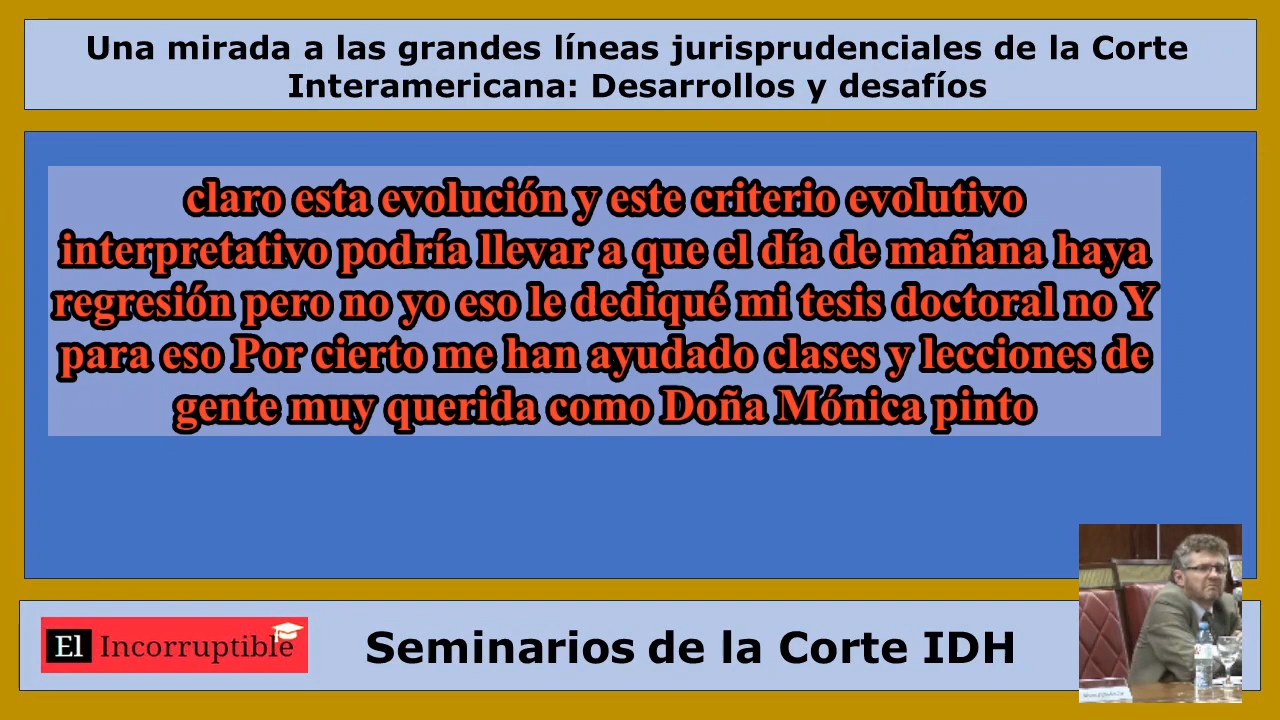 Una mirada a las grandes líneas jurisprudenciales de la Corte
Interamericana: Desarrollos y desafíos
claro esta evolución y este criterio evolutivo
interpretativo podría llevar a que el día de mañana haya
regresión pero no yo eso le dediqué mi tesis doctoral no Y
para eso Por cierto me han ayudado clases y lecciones de
gente muy querida como Doña Mónica pinto
El Incorruptible
Seminarios de la Corte IDH